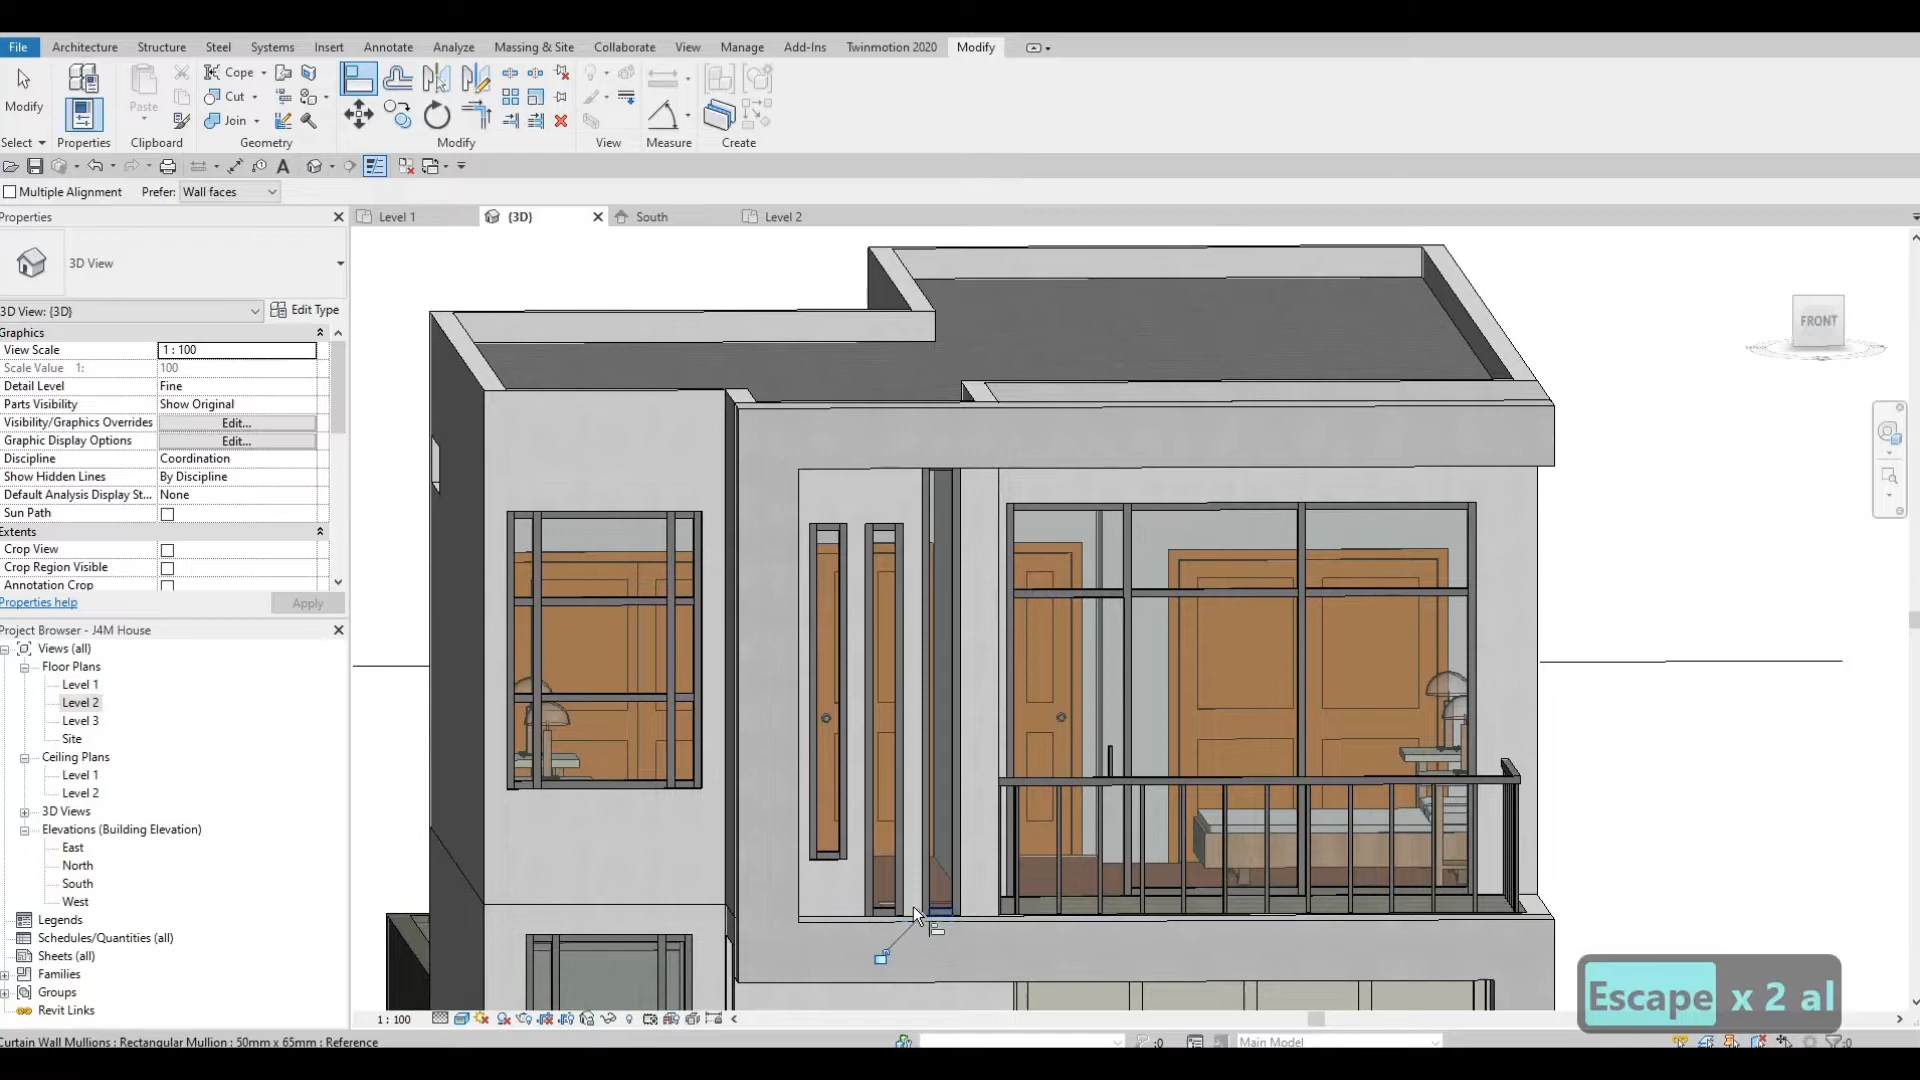 File Architecture Structure Steel Systems Insert Annotate Analyze Massing & Site Collaborate View Manage Add-Ins Twinmotion 2020 Modify
Cope
Modify Paste Cut
Join
Select Properties Clipboard Geometry Modify View Measure Create
Multiple Alignment Prefer: Wall faces
Properties
Level 1 {3D} South Level 2
3D View
3D View: {3D} Edit Type
Graphics
View Scale 1 : 100
Scale Value 1: 100
Detail Level Fine
Parts Visibility Show Original
Visibility/Graphics Overrides Edit...
Graphic Display Options Edit...
Discipline Coordination
Show Hidden Lines By Discipline
Default Analysis Display St... None
Sun Path
Extents
Crop View
Crop Region Visible
Annotation Crop
Properties help Apply
Project Browser - J4M House
Views (all)
Floor Plans
Level 1
Level 2
Level 3
Site
Ceiling Plans
Level 1
Level 2
3D Views
Elevations (Building Elevation)
East
North
South
West
Legends
Schedules/Quantities (all)
Sheets (all)
Families
Groups
Revit Links
FRONT
Escape x 2 al
1 : 100
Curtain Wall Mullions : Rectangular Mullion : 50mm x 65mm : Reference :0 Main Model :0